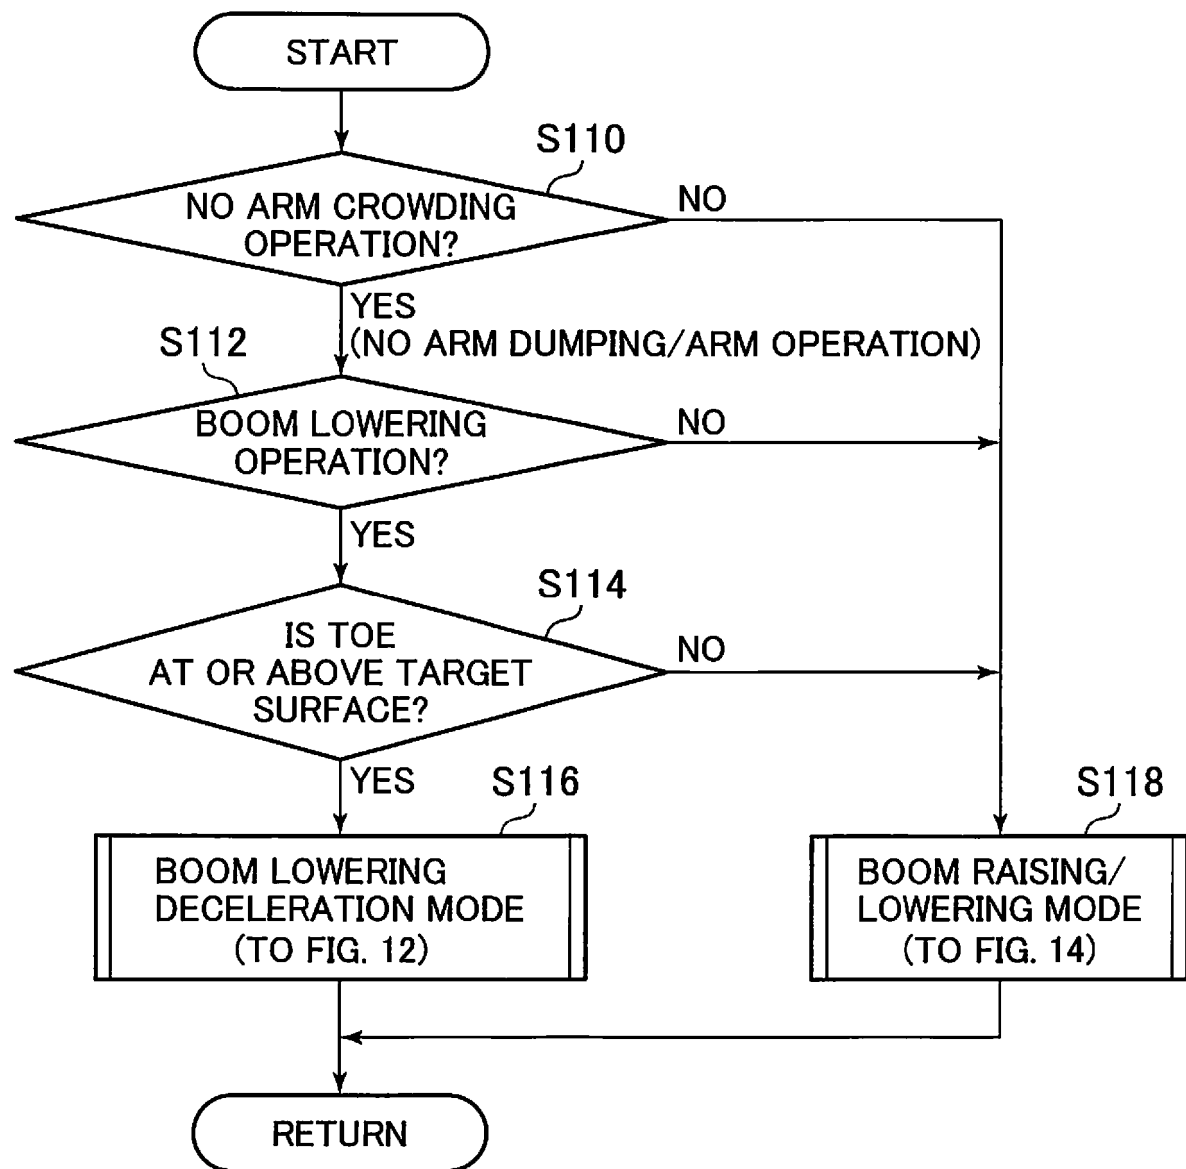 START
S110
NO ARM CROWDING
OPERATION?
NO
YES
(NO ARM DUMPING/ARM OPERATION)
S112
BOOM LOWERING
OPERATION?
NO
YES
S114
IS TOE
AT OR ABOVE TARGET
SURFACE?
NO
YES
S116
BOOM LOWERING
DECELERATION MODE
(TO FIG. 12)
S118
BOOM RAISING/
LOWERING MODE
(TO FIG. 14)
RETURN